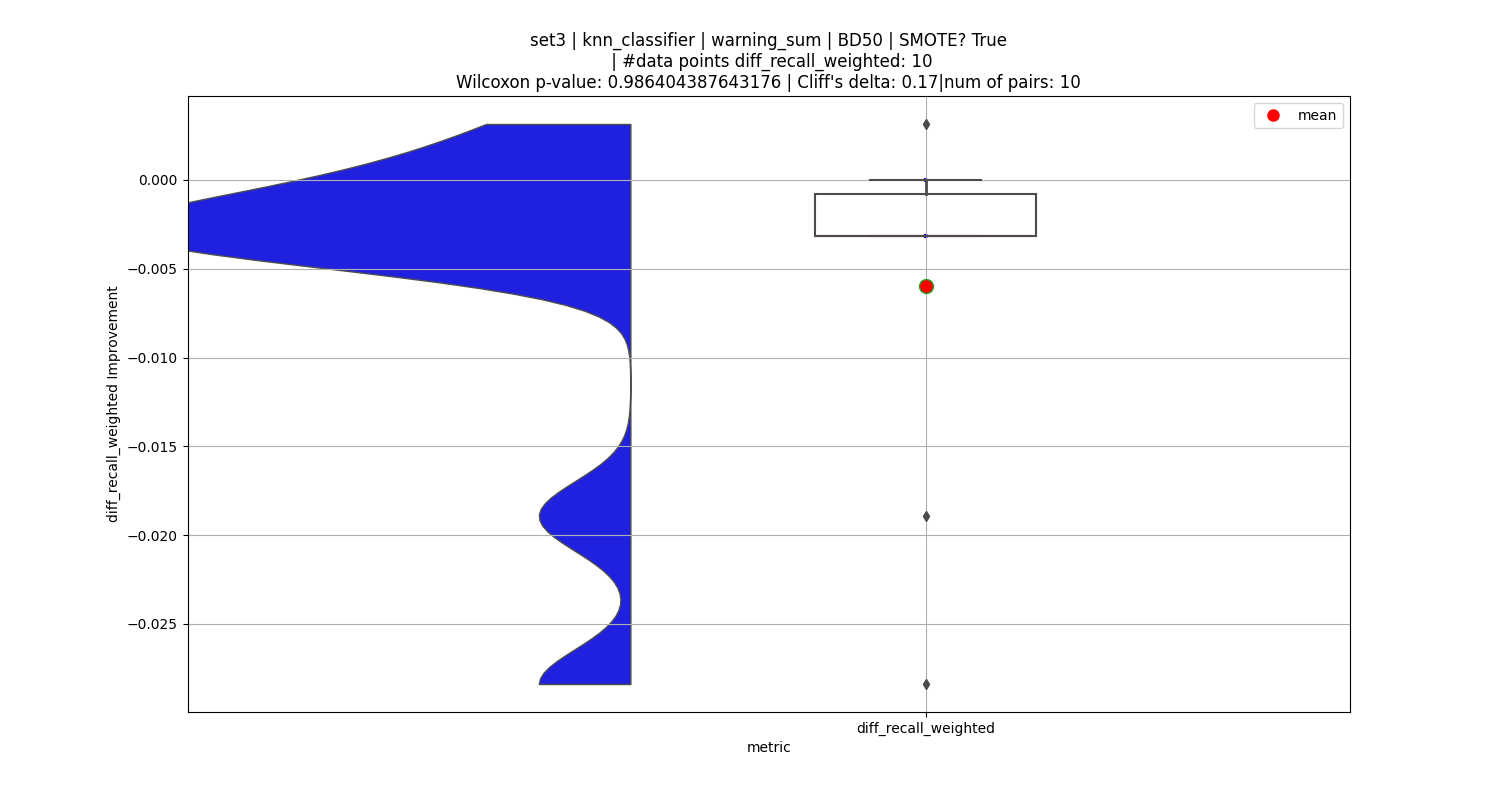 set3 | knn_classifier | warning_sum | BD50 | SMOTE? True
| #data points diff_recall_weighted: 10
Wilcoxon p-value: 0.986404387643176 | Cliff's delta: 0.17|num of pairs: 10
mean
0.000
−0.005
−0.010
−0.015
−0.020
−0.025
diff_recall_weighted Improvement
diff_recall_weighted
metric